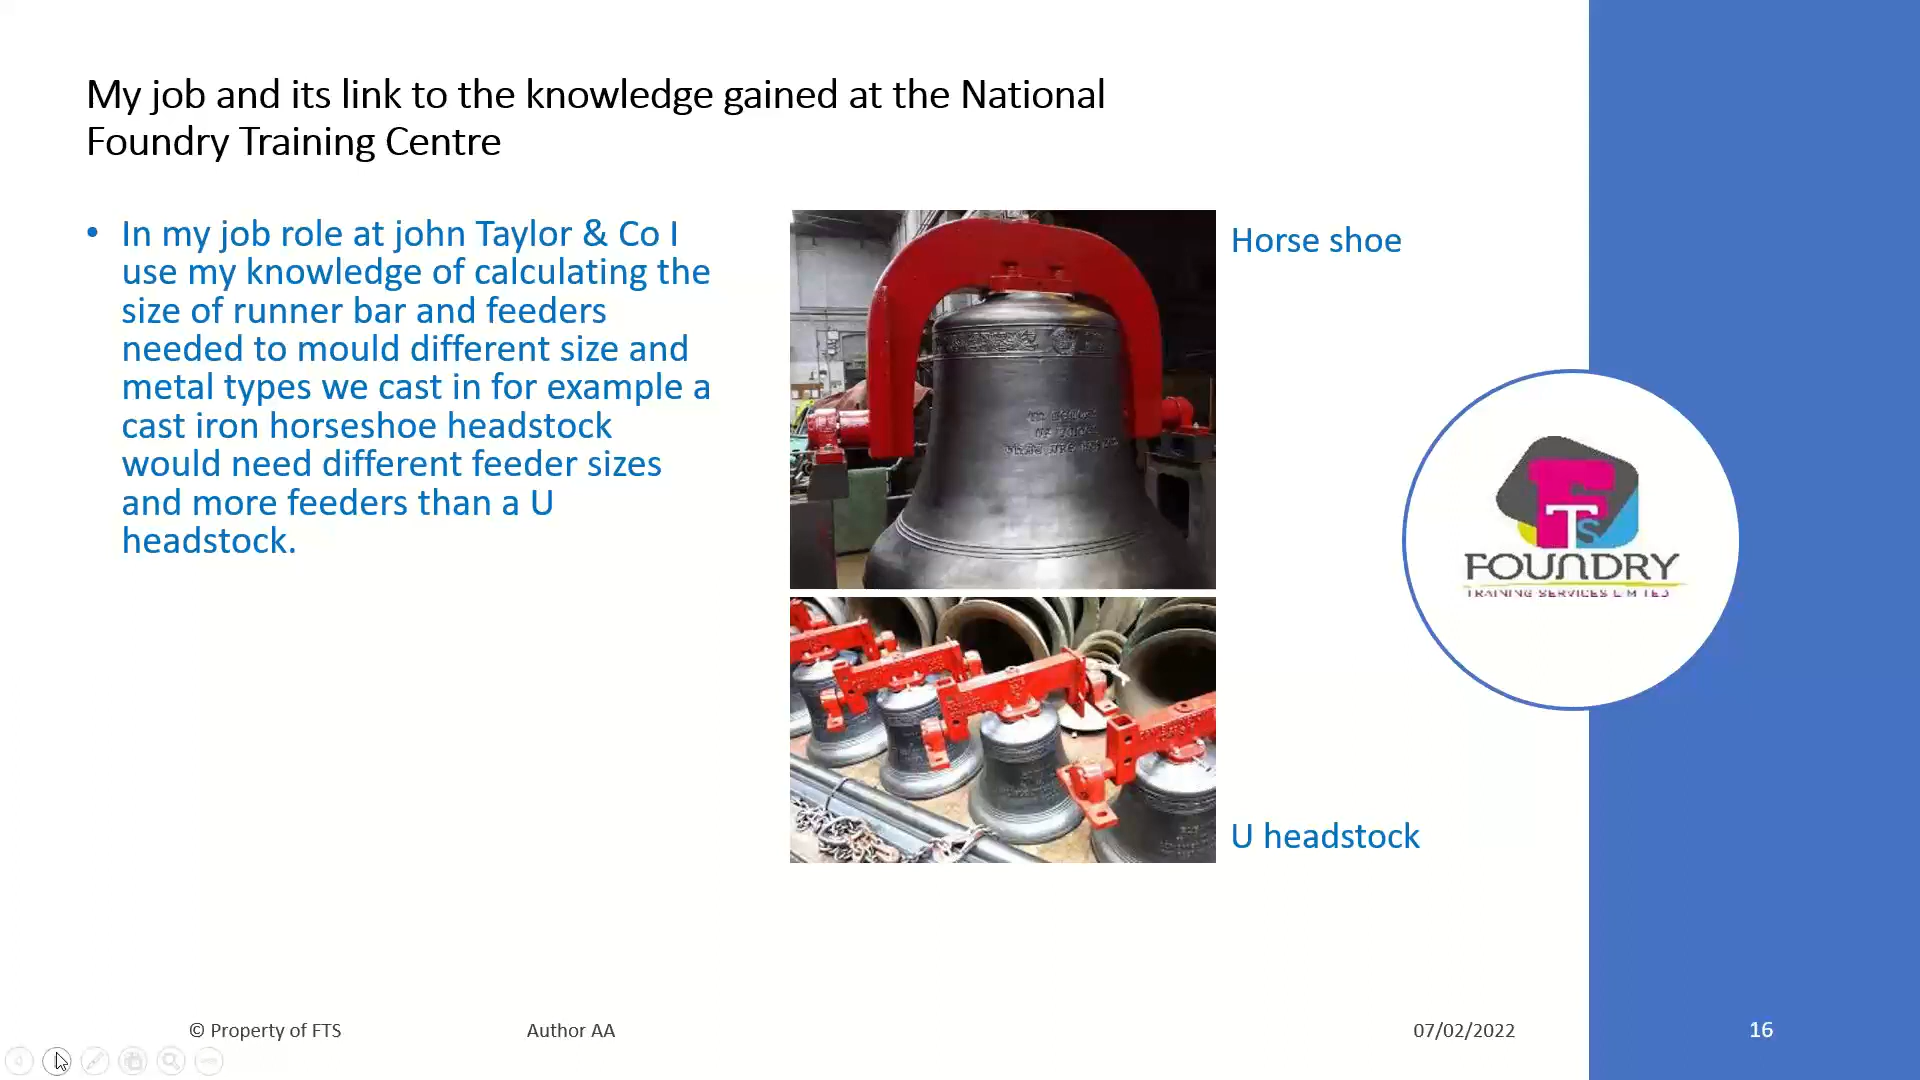 My job and its link to the knowledge gained at the National
Foundry Training Centre
• In my job role at john Taylor & Co I
use my knowledge of calculating the
size of runner bar and feeders
needed to mould different size and
metal types we cast in for example a
cast iron horseshoe headstock
would need different feeder sizes
and more feeders than a U
headstock.
Horse shoe
U headstock
FTS
FOUNDRY
TRAINING SERVICES LIMITED
© Property of FTS
Author AA
07/02/2022
16